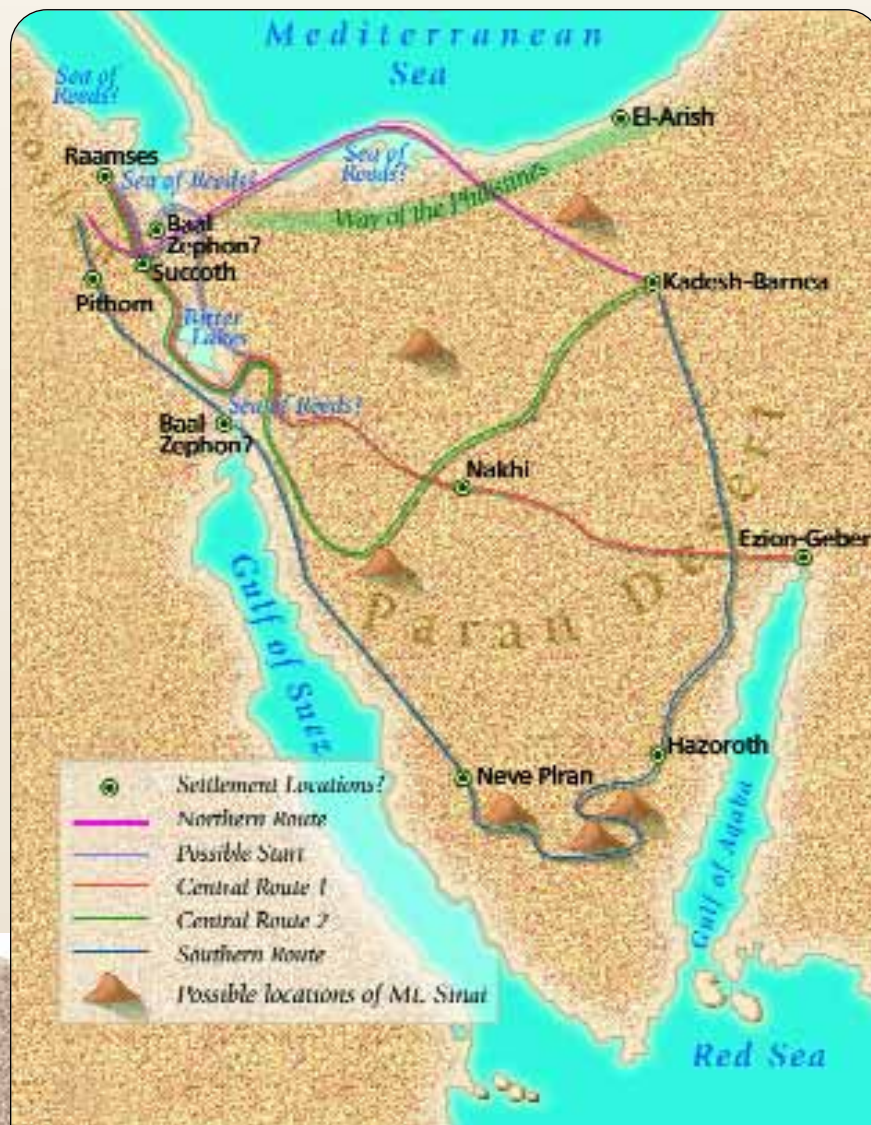 Mediterranean
Sea
Sea of
Reeds?
El-Arish
Raamses
Sea of
Reeds?
Sea of Reeds?
Way of the Philistines
Baal
Zephon?
Succoth
Pithom
Kadesh-Barnea
Bitter
Lakes
Sea of Reeds?
Baal
Zephon?
Nakhl
Ezion-Geber
Paran Desert
Gulf of Suez
Hazoroth
Neve Piran
Gulf of Aqaba
Settlement Locations?
Northern Route
Possible Start
Central Route 1
Central Route 2
Southern Route
Possible locations of Mt. Sinai
Red Sea